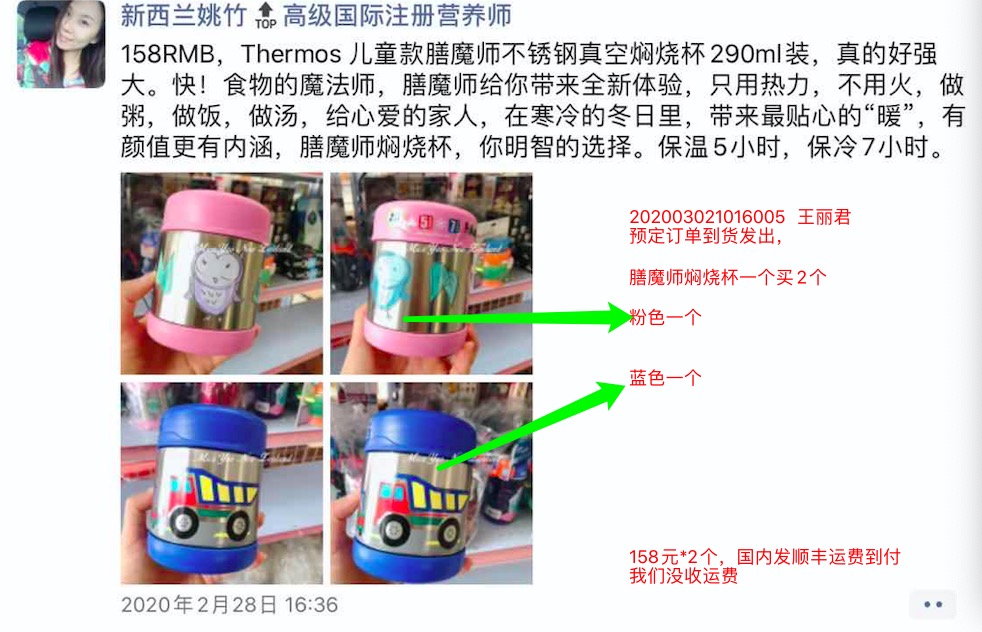 新西兰姚竹 TOP 高级国际注册营养师
158RMB，Thermos 儿童款膳魔师不锈钢真空焖烧杯290ml装，真的好强
大。快！食物的魔法师，膳魔师给你带来全新体验，只用热力，不用火，做
粥，做饭，做汤，给心爱的家人，在寒冷的冬日里，带来最贴心的“暖”，有
颜值更有内涵，膳魔师焖烧杯，你明智的选择。保温5小时，保冷7小时。
202003021016005 王丽君
预定订单到货发出，
膳魔师焖烧杯一个买2个
粉色一个
蓝色一个
158元*2个，国内发顺丰运费到付
我们没收运费
2020年2月28日 16:36